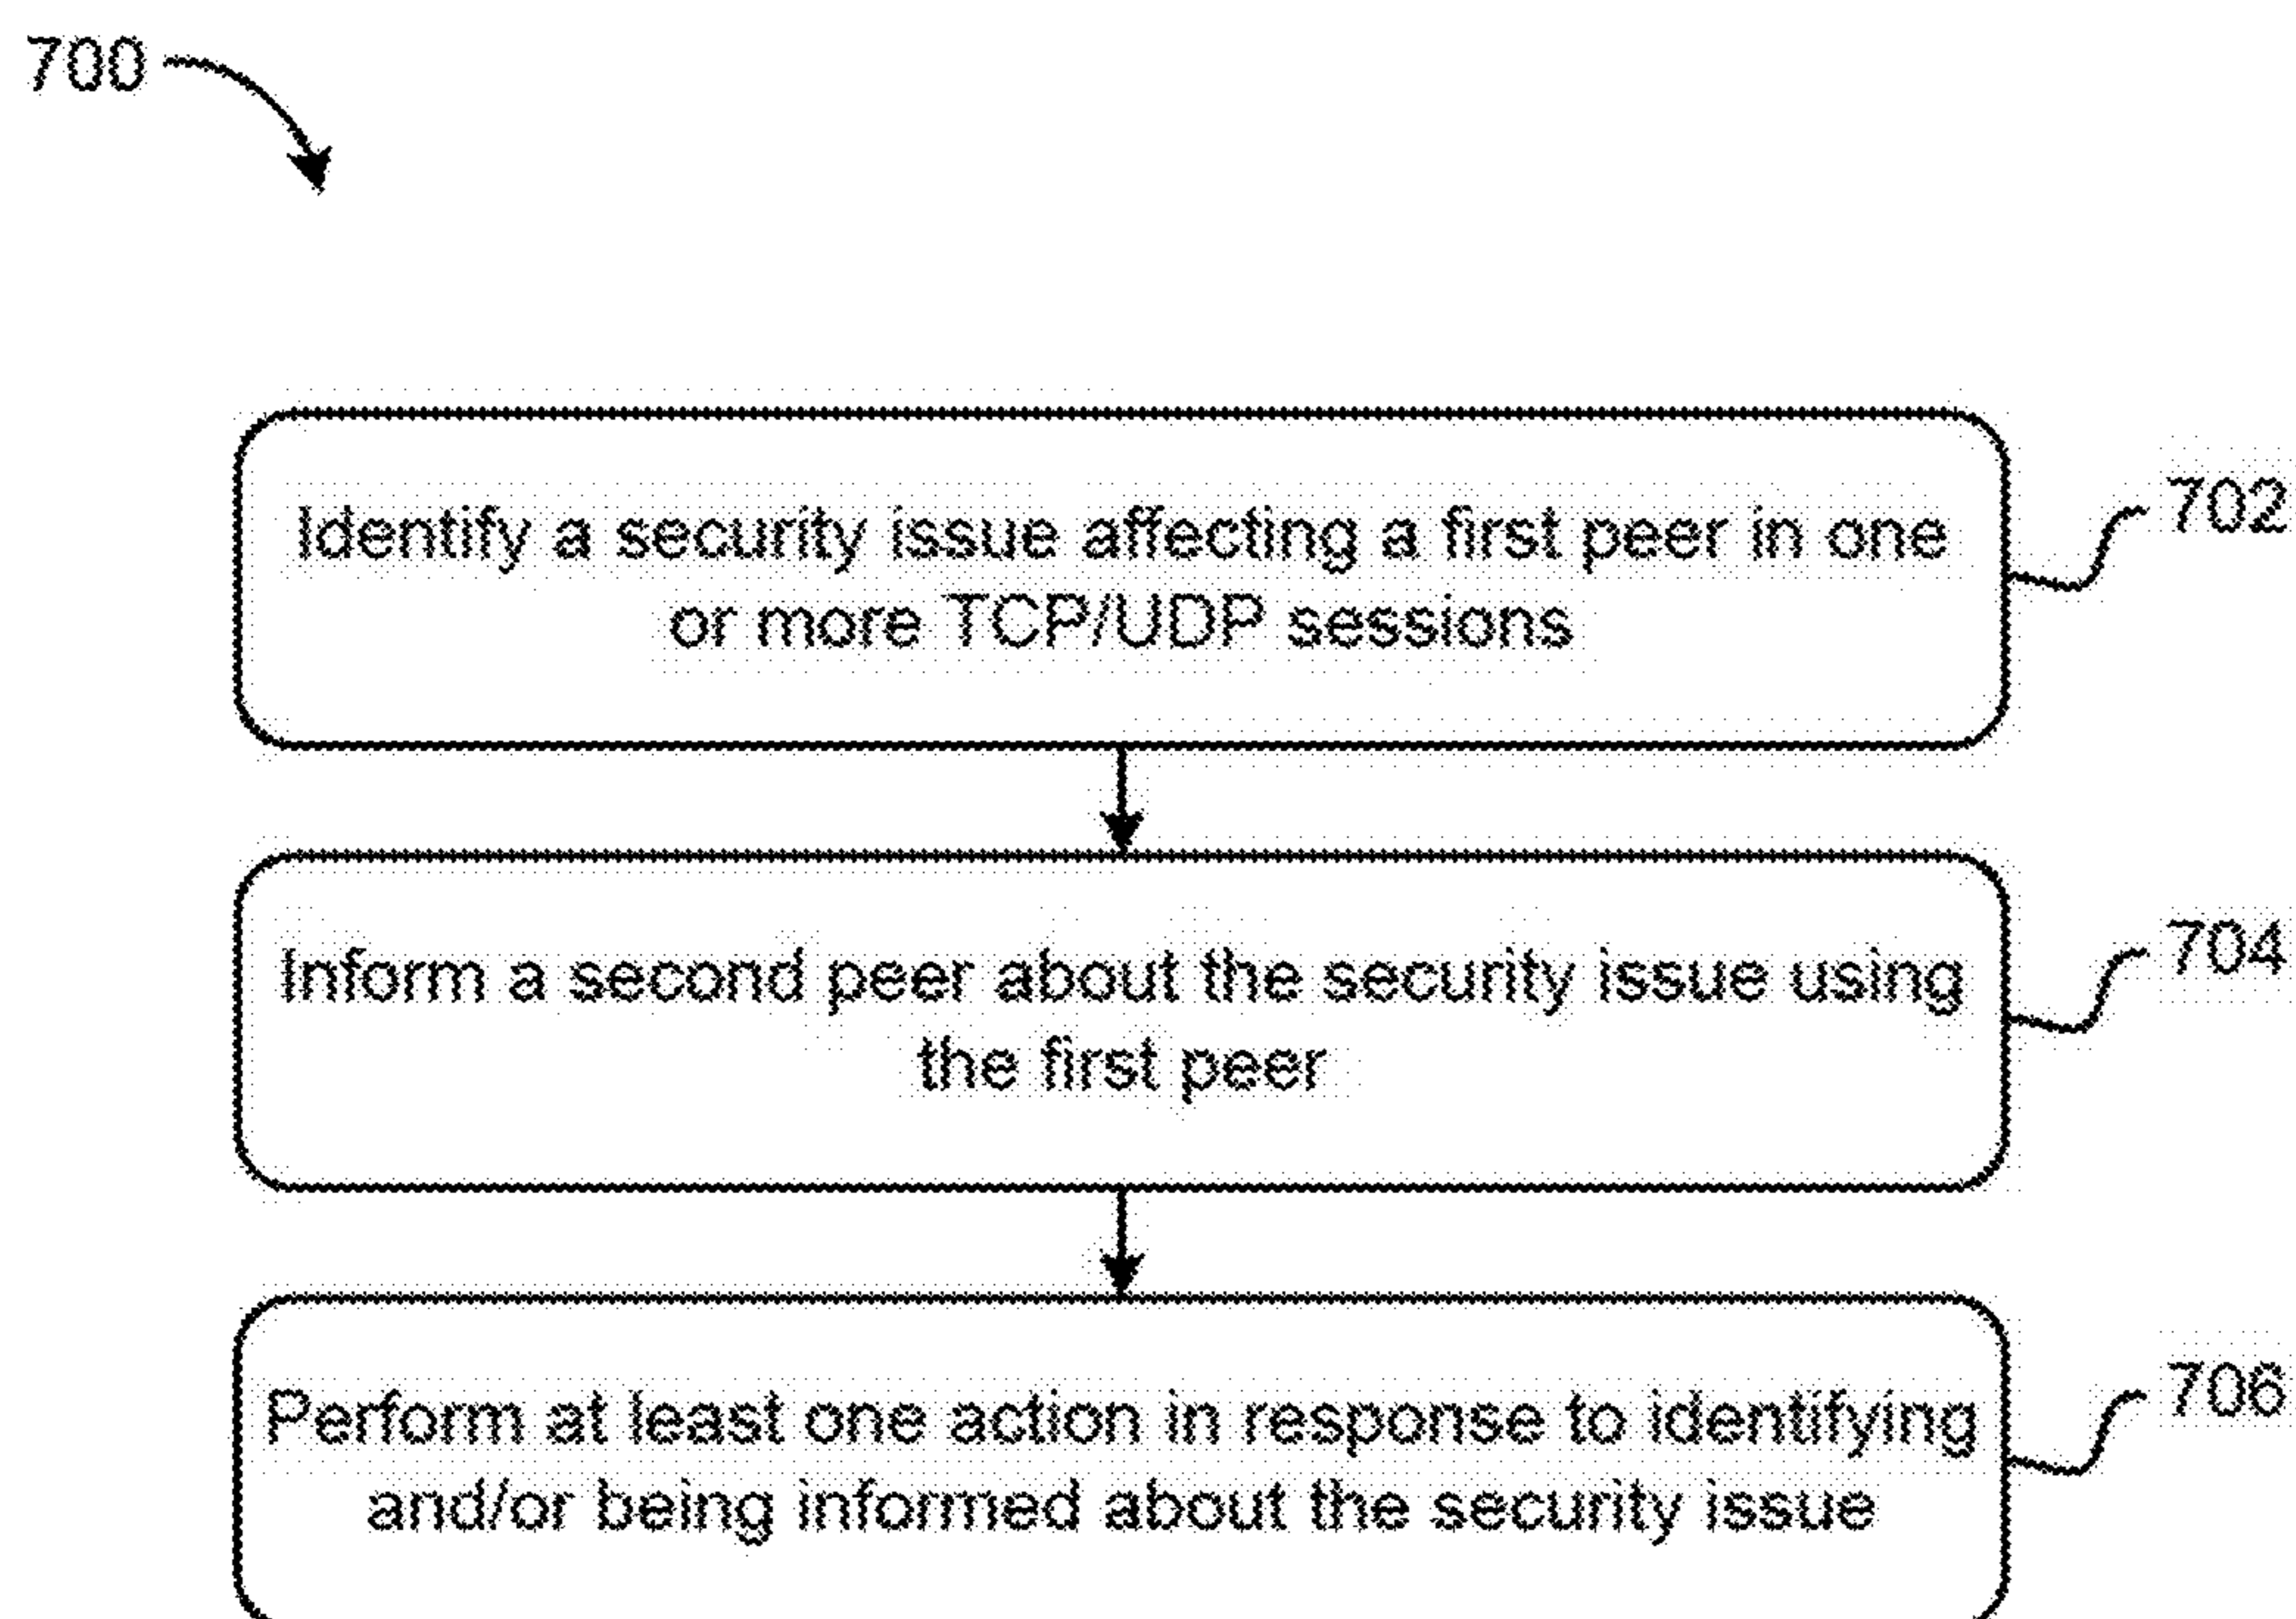 700
Identify a security issue affecting a first peer in one
or more TCP/UDP sessions
702
Inform a second peer about the security issue using
the first peer
704
Perform at least one action in response to identifying
and/or being informed about the security issue
706